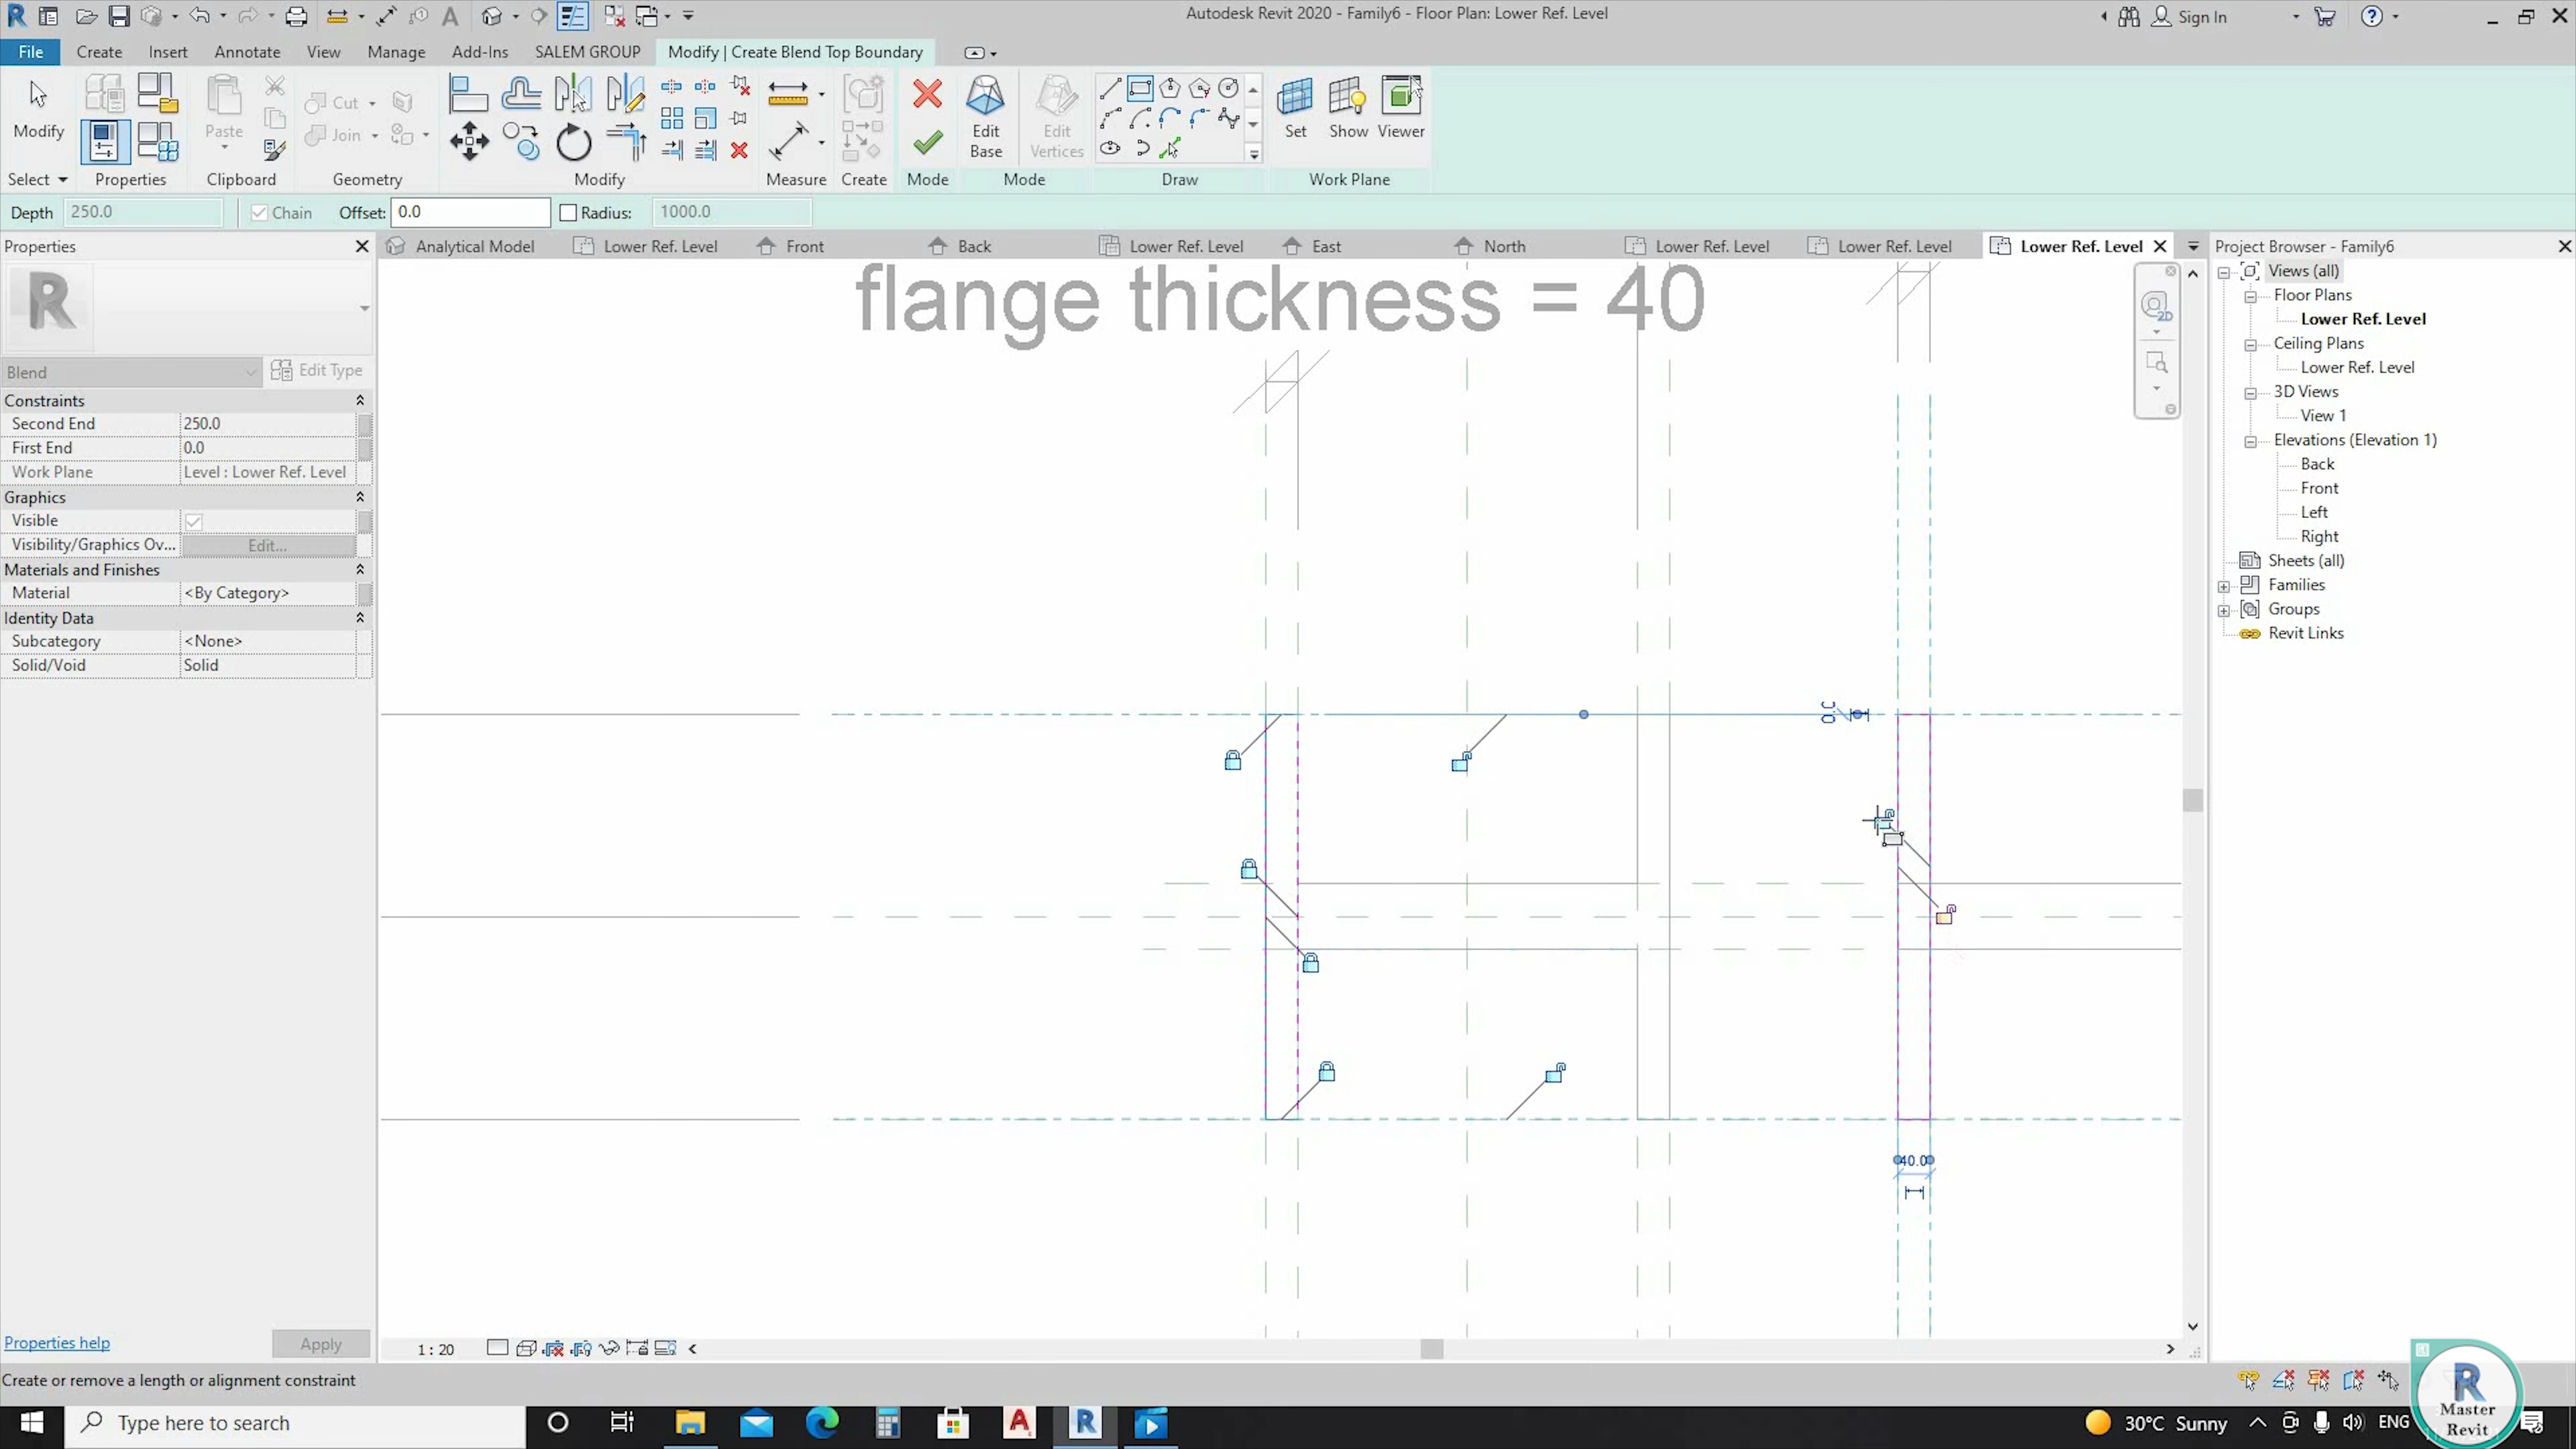 Autodesk Revit 2020 - Family6 - Floor Plan: Lower Ref. Level
Sign In
File Create Insert Annotate View Manage Add-Ins SALEM GROUP Modify | Create Blend Top Boundary
Modify
Paste
Cut
Join
Edit Base
Edit Vertices
Set Show Viewer
Select Properties Clipboard Geometry Modify Measure Create Mode Mode Draw Work Plane
Depth 250.0 Chain Offset: 0.0 Radius: 1000.0
Properties
Analytical Model Lower Ref. Level Front Back Lower Ref. Level East North Lower Ref. Level Lower Ref. Level Lower Ref. Level
Project Browser - Family6
R
Blend
Edit Type
Constraints
Second End 250.0
First End 0.0
Work Plane Level : Lower Ref. Level
Graphics
Visible
Visibility/Graphics Ov... Edit...
Materials and Finishes
Material <By Category>
Identity Data
Subcategory <None>
Solid/Void Solid
Properties help
Apply
flange thickness = 40
0.0
40.0
2D
Views (all)
Floor Plans
Lower Ref. Level
Ceiling Plans
Lower Ref. Level
3D Views
View 1
Elevations (Elevation 1)
Back
Front
Left
Right
Sheets (all)
Families
Groups
Revit Links
1 : 20
Create or remove a length or alignment constraint
Type here to search
30°C Sunny
ENG
R
Master
Revit